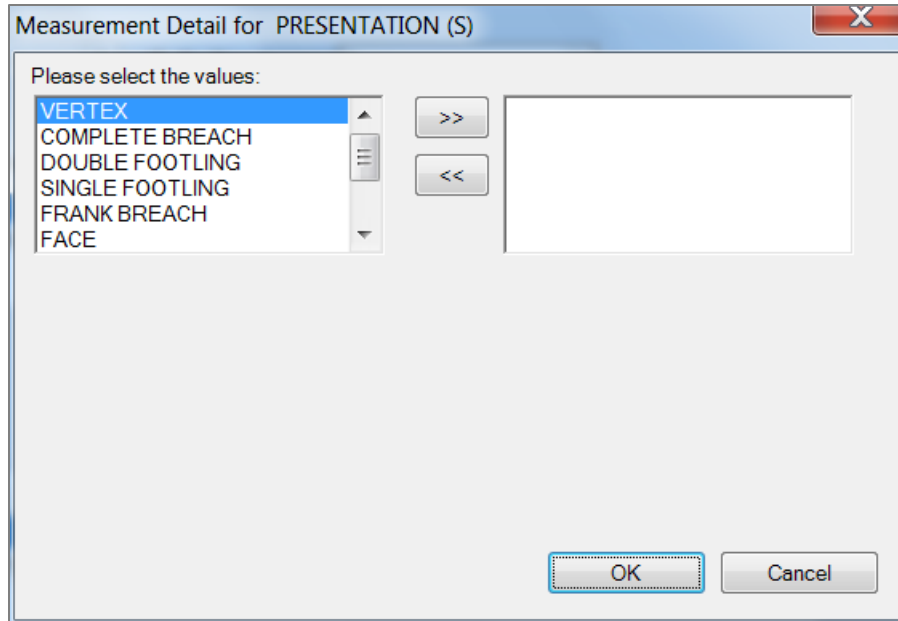 Measurement Detail for PRESENTATION (S)
X
Please select the values:
VERTEX
COMPLETE BREACH
DOUBLE FOOTLING
SINGLE FOOTLING
FRANK BREACH
FACE
>>
<<
OK
Cancel